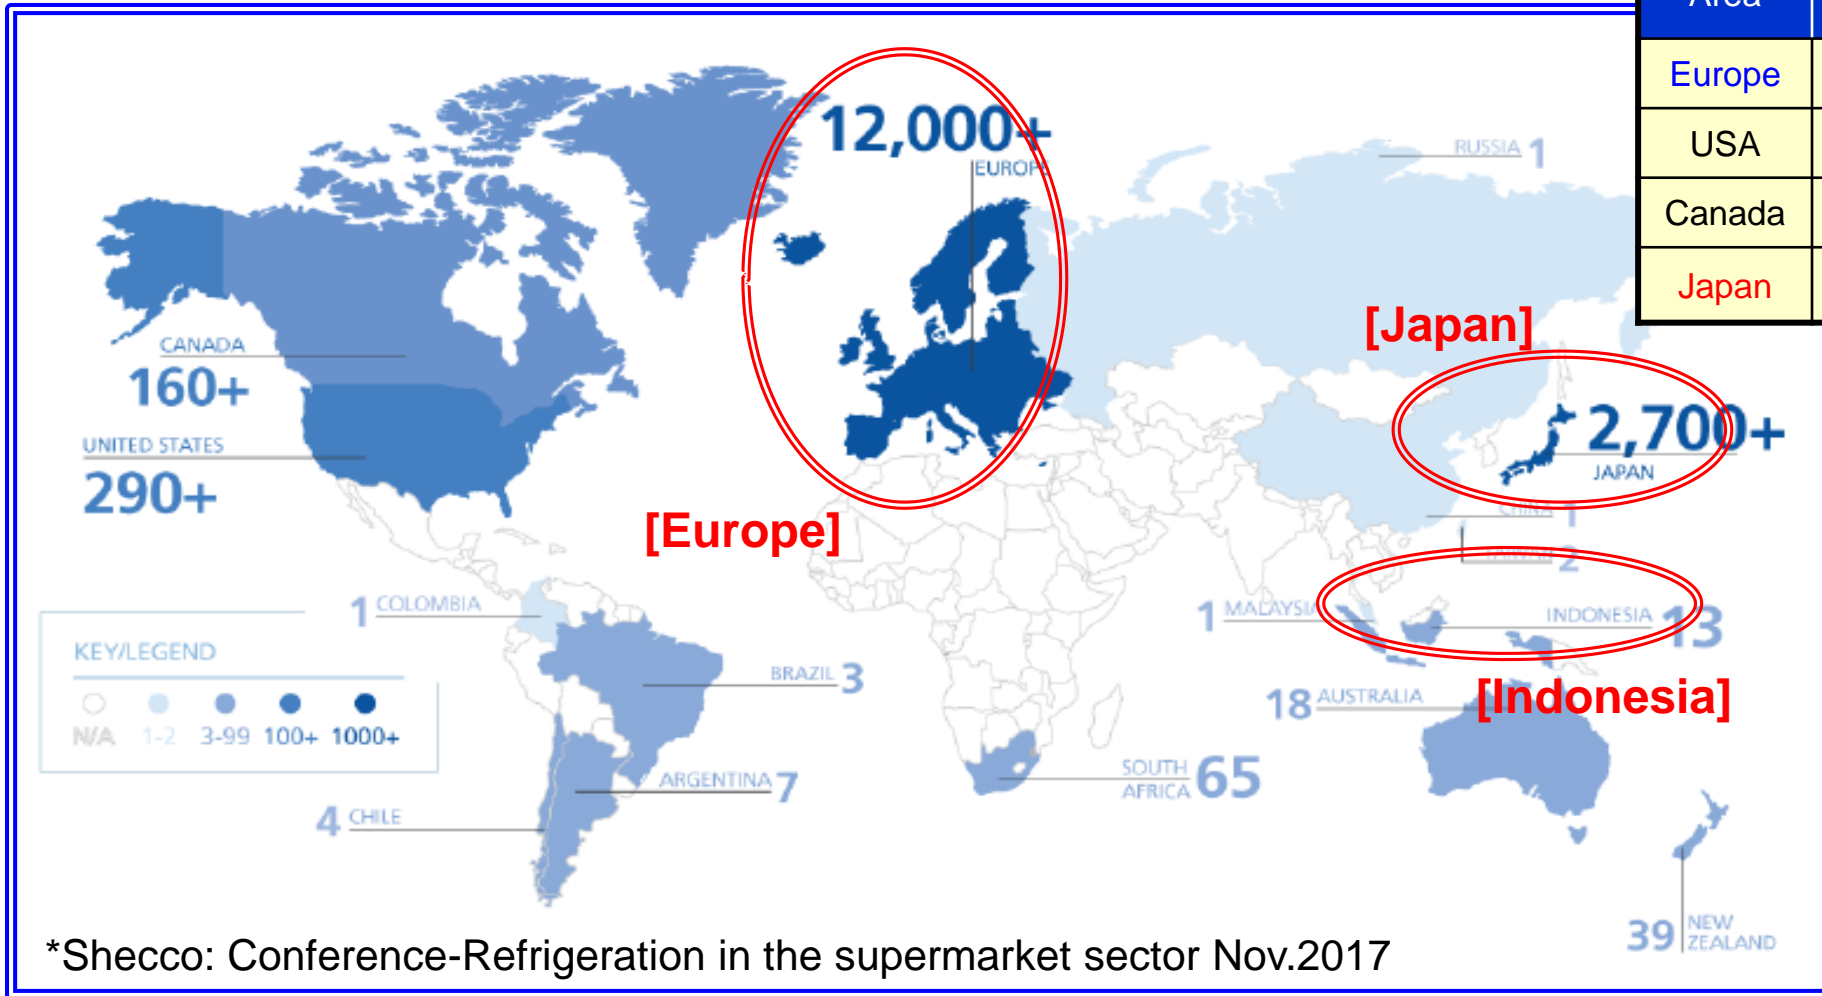 Area
Europe
USA
Canada
Japan
12,000+
EUROPE
RUSSIA 1
[Japan]
CANADA
160+
UNITED STATES
290+
2,700+
JAPAN
[Europe]
CHINA 1
2
1 COLOMBIA
1 MALAYSIA
INDONESIA 13
KEY/LEGEND
N/A 1-2 3-99 100+ 1000+
BRAZIL 3
18 AUSTRALIA
[Indonesia]
ARGENTINA 7
SOUTH AFRICA 65
4 CHILE
39 NEW ZEALAND
*Shecco: Conference-Refrigeration in the supermarket sector Nov.2017